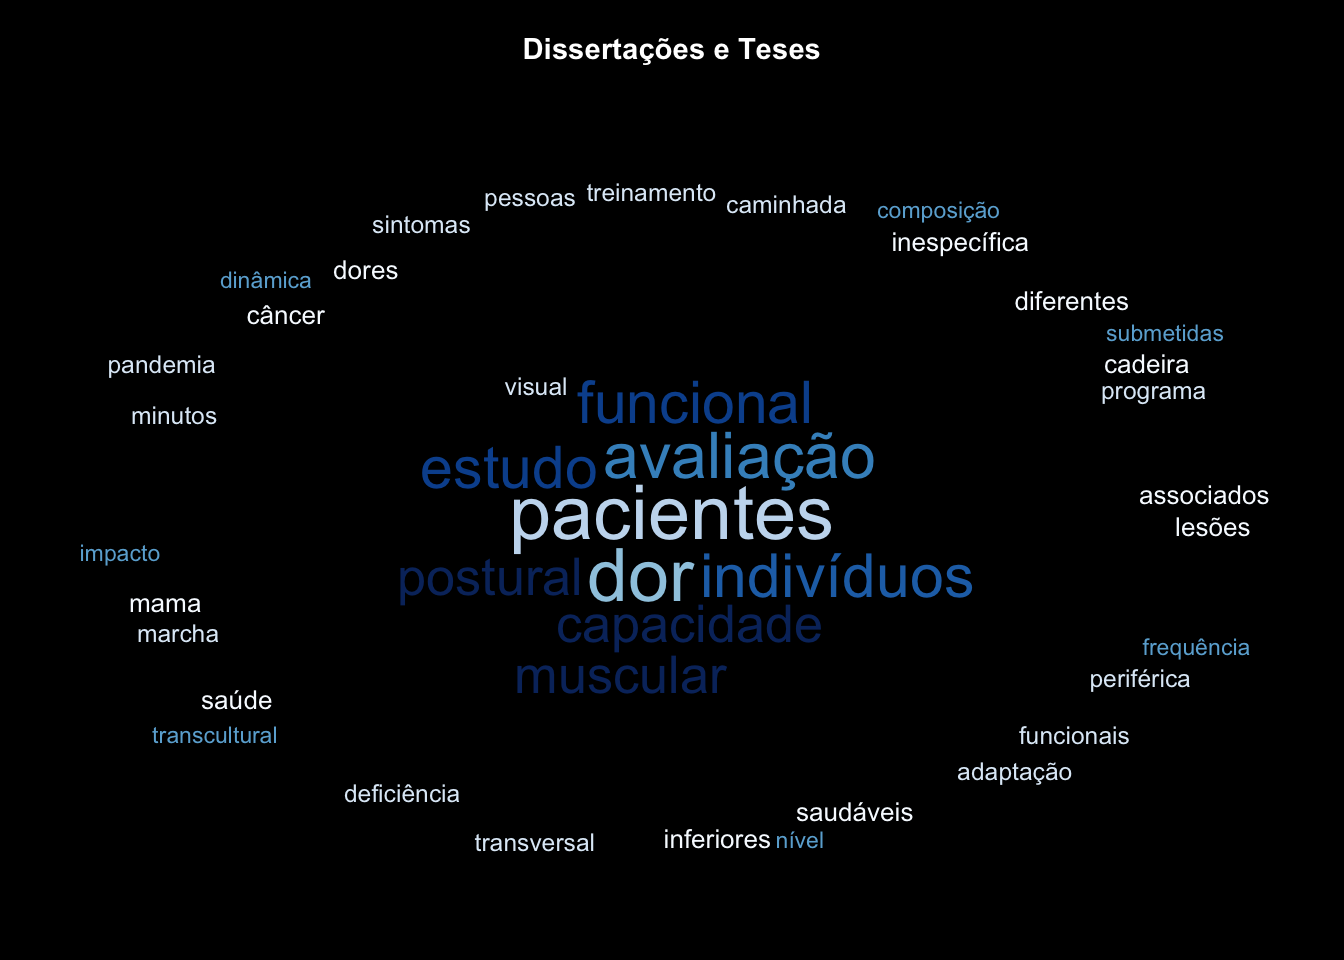 Dissertações e Teses
pessoas treinamento caminhada composição
sintomas
inespecífica
dores
dinâmica
diferentes
câncer
submetidas
pandemia
cadeira
visual
programa
funcional
minutos
avaliação
estudo
associados
pacientes
lesões
impacto
postural dor indivíduos
mama
capacidade
marcha
frequência
muscular
periférica
saúde
transcultural
funcionais
adaptação
deficiência
saudáveis
transversal inferiores nível